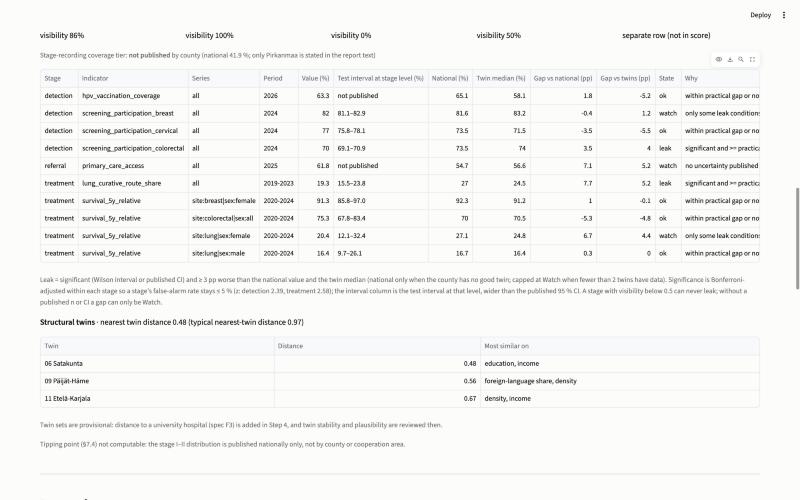 Deploy
visibility 86% visibility 100% visibility 0% visibility 50% separate row (not in score)
Stage-recording coverage tier: not published by county (national 41.9 %; only Pirkanmaa is stated in the report text)
Stage Indicator Series Period Value (%) Test interval at stage level (%) National (%) Twin median (%) Gap vs national (pp) Gap vs twins (pp) State Why
detection hpv_vaccination_coverage all 2026 63.3 not published 65.1 58.1 1.8 -5.2 ok within practical gap or no
detection screening_participation_breast all 2024 82 81.1–82.9 81.6 83.2 -0.4 1.2 watch only some leak conditions
detection screening_participation_cervical all 2024 77 75.8–78.1 73.5 71.5 -3.5 -5.5 ok within practical gap or no
detection screening_participation_colorectal all 2024 70 69.1–70.9 73.5 74 3.5 4 leak significant and >= practica
referral primary_care_access all 2025 61.8 not published 54.7 56.6 7.1 5.2 watch no uncertainty published
treatment lung_curative_route_share all 2019-2023 19.3 15.5–23.8 27 24.5 7.7 5.2 leak significant and >= practica
treatment survival_5y_relative site:breast|sex:female 2020-2024 91.3 85.8–97.0 92.3 91.2 1 -0.1 ok within practical gap or no
treatment survival_5y_relative site:colorectal|sex:all 2020-2024 75.3 67.8–83.4 70 70.5 -5.3 -4.8 ok within practical gap or no
treatment survival_5y_relative site:lung|sex:female 2020-2024 20.4 12.1–32.4 27.1 24.8 6.7 4.4 watch only some leak conditions
treatment survival_5y_relative site:lung|sex:male 2020-2024 16.4 9.7–26.1 16.7 16.4 0.3 0 ok within practical gap or no
Leak = significant (Wilson interval or published CI) and ≥ 3 pp worse than the national value and the twin median (national only when the county has no good twin; capped at Watch when fewer than 2 twins have data). Significance is Bonferroni-
adjusted within each stage so a stage's false-alarm rate stays ≤ 5 % (z: detection 2.39, treatment 2.58); the interval column is the test interval at that level, wider than the published 95 % CI. A stage with visibility below 0.5 can never leak; without a
published n or CI a gap can only be Watch.
Structural twins · nearest twin distance 0.48 (typical nearest-twin distance 0.97)
Twin Distance Most similar on
06 Satakunta 0.48 education, income
09 Päijät-Häme 0.56 foreign-language share, density
11 Etelä-Karjala 0.67 density, income
Twin sets are provisional: distance to a university hospital (spec F3) is added in Step 4, and twin stability and plausibility are reviewed then.
Tipping point (§7.4) not computable: the stage I–II distribution is published nationally only, not by county or cooperation area.